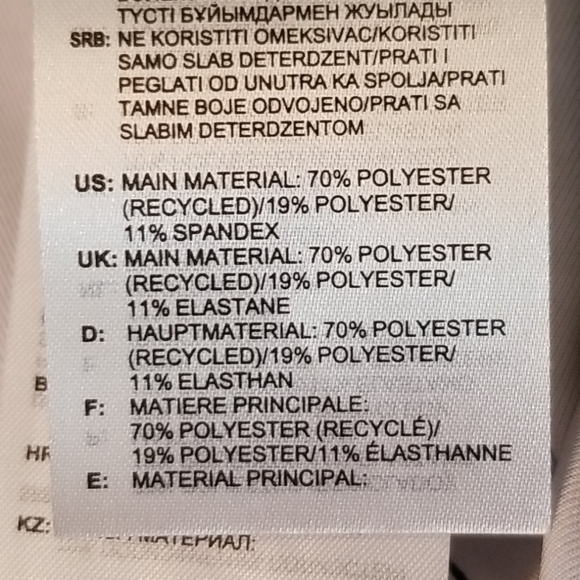 ТҮСТІ БҰЙЫМДАРМЕН ЖУЫЛАДЫ
SRB: NE KORISTITI OMEKSIVAC/KORISTITI
SAMO SLAB DETERDZENT/PRATI I
PEGLATI OD UNUTRA KA SPOLJA/PRATI
TAMNE BOJE ODVOJENO/PRATI SA
SLABIM DETERDZENTOM
US: MAIN MATERIAL: 70% POLYESTER
(RECYCLED)/19% POLYESTER/
11% SPANDEX
UK: MAIN MATERIAL: 70% POLYESTER
(RECYCLED)/19% POLYESTER/
11% ELASTANE
D: HAUPTMATERIAL: 70% POLYESTER
(RECYCLED)/19% POLYESTER/
11% ELASTHAN
F: MATIERE PRINCIPALE:
70% POLYESTER (RECYCLÉ)/
19% POLYESTER/11% ÉLASTHANNE
E: MATERIAL PRINCIPAL:
B
HR
KZ:
МАТЕРИАЛ: